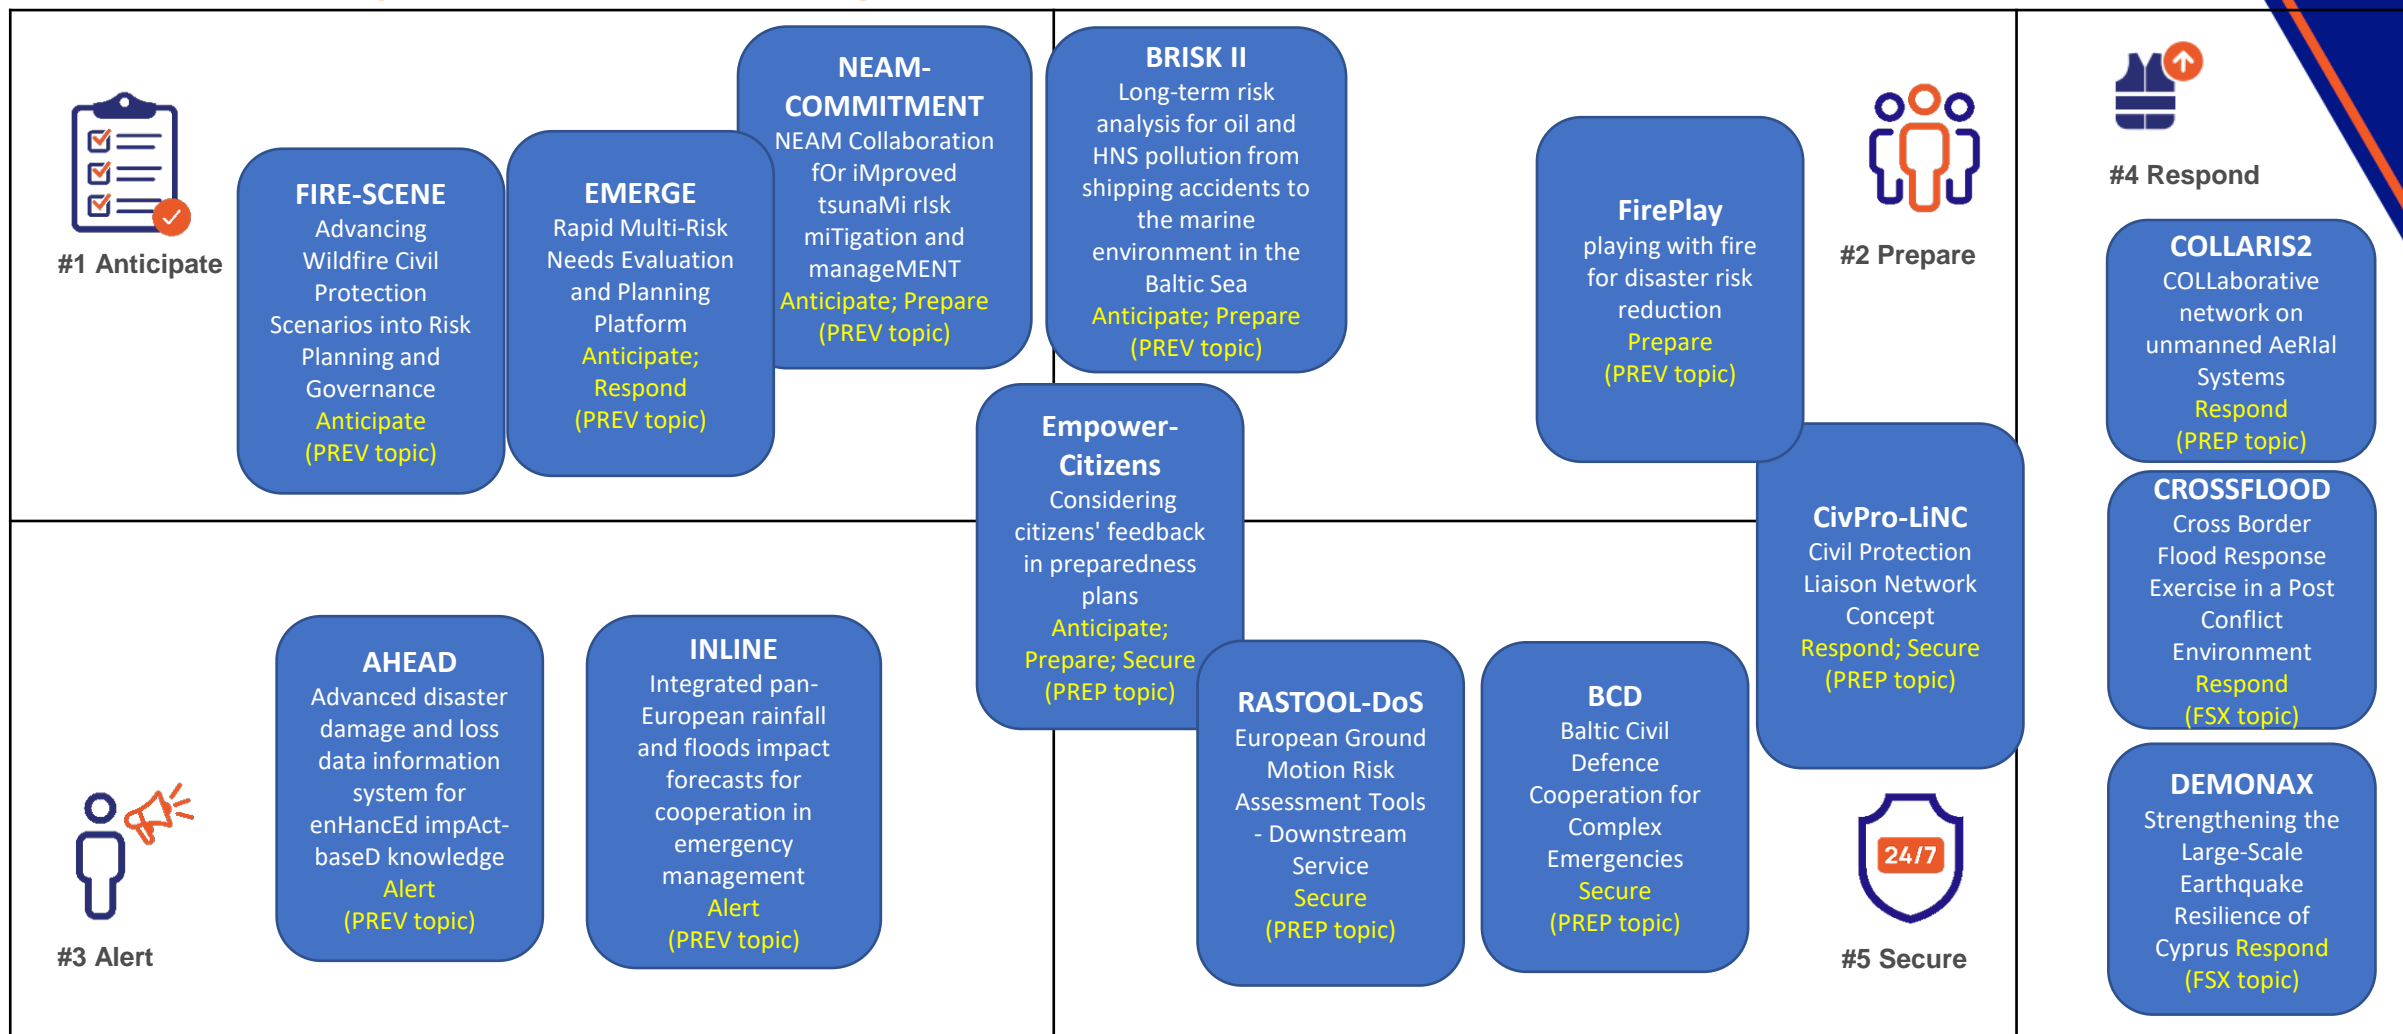 #1 Anticipate
FIRE-SCENE
Advancing
Wildfire Civil
Protection
Scenarios into Risk
Planning and
Governance
Anticipate
(PREV topic)
EMERGE
Rapid Multi-Risk
Needs Evaluation
and Planning
Platform
Anticipate;
Respond
(PREV topic)
NEAM-
COMMITMENT
NEAM Collaboration
fOr iMproved
tsunaMi rIsk
miTigation and
manageMENT
Anticipate; Prepare
(PREV topic)
BRISK II
Long-term risk
analysis for oil and
HNS pollution from
shipping accidents to
the marine
environment in the
Baltic Sea
Anticipate; Prepare
(PREV topic)
FirePlay
playing with fire
for disaster risk
reduction
Prepare
(PREV topic)
#2 Prepare
#4 Respond
COLLARIS2
COLLaborative
network on
unmanned AeRIal
Systems
Respond
(PREP topic)
Empower-
Citizens
Considering
citizens' feedback
in preparedness
plans
Anticipate;
Prepare; Secure
(PREP topic)
CivPro-LiNC
Civil Protection
Liaison Network
Concept
Respond; Secure
(PREP topic)
CROSSFLOOD
Cross Border
Flood Response
Exercise in a Post
Conflict
Environment
Respond
(FSX topic)
#3 Alert
AHEAD
Advanced disaster
damage and loss
data information
system for
enHancEd impAct-
baseD knowledge
Alert
(PREV topic)
INLINE
Integrated pan-
European rainfall
and floods impact
forecasts for
cooperation in
emergency
management
Alert
(PREV topic)
RASTOOL-DoS
European Ground
Motion Risk
Assessment Tools
- Downstream
Service
Secure
(PREP topic)
BCD
Baltic Civil
Defence
Cooperation for
Complex
Emergencies
Secure
(PREP topic)
24/7
#5 Secure
DEMONAX
Strengthening the
Large-Scale
Earthquake
Resilience of
Cyprus Respond
(FSX topic)